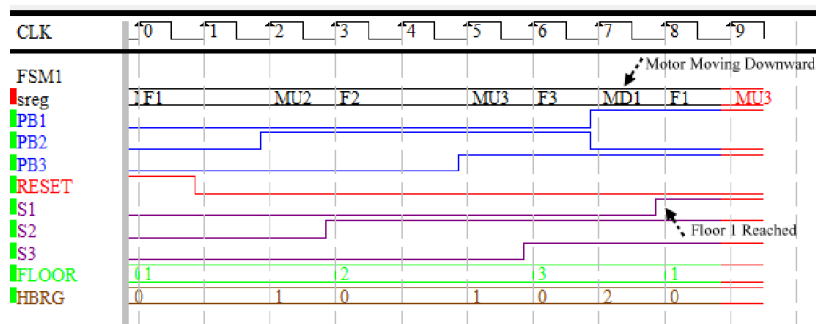 CLK 0 1 2 3 4 5 6 7 8 9
Motor Moving Downward
FSM1
sreg F1 MU2 F2 MU3 F3 MD1 F1 MU3
PB1
PB2
PB3
RESET
S1
S2
Floor 1 Reached
S3
FLOOR 1 2 3 1
HBRG 0 1 0 1 0 2 0